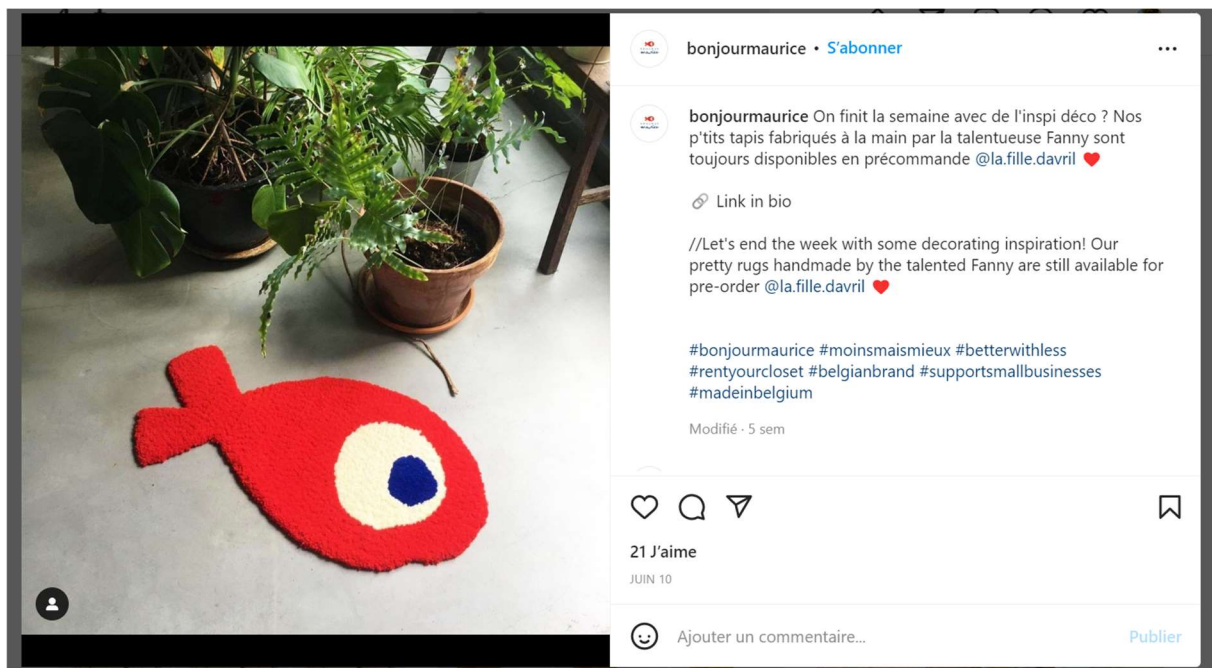 bonjourmaurice • S'abonner
bonjourmaurice On finit la semaine avec de l'inspi déco ? Nos
p'tits tapis fabriqués à la main par la talentueuse Fanny sont
toujours disponibles en précommande @la.fille.davril ❤️
🔗 Link in bio
//Let's end the week with some decorating inspiration! Our
pretty rugs handmade by the talented Fanny are still available for
pre-order @la.fille.davril ❤️
#bonjourmaurice #moinsmaismieux #betterwithless
#rentyourcloset #belgianbrand #supportsmallbusinesses
#madeinbelgium
Modifié · 5 sem
21 J'aime
JUIN 10
Ajouter un commentaire... Publier